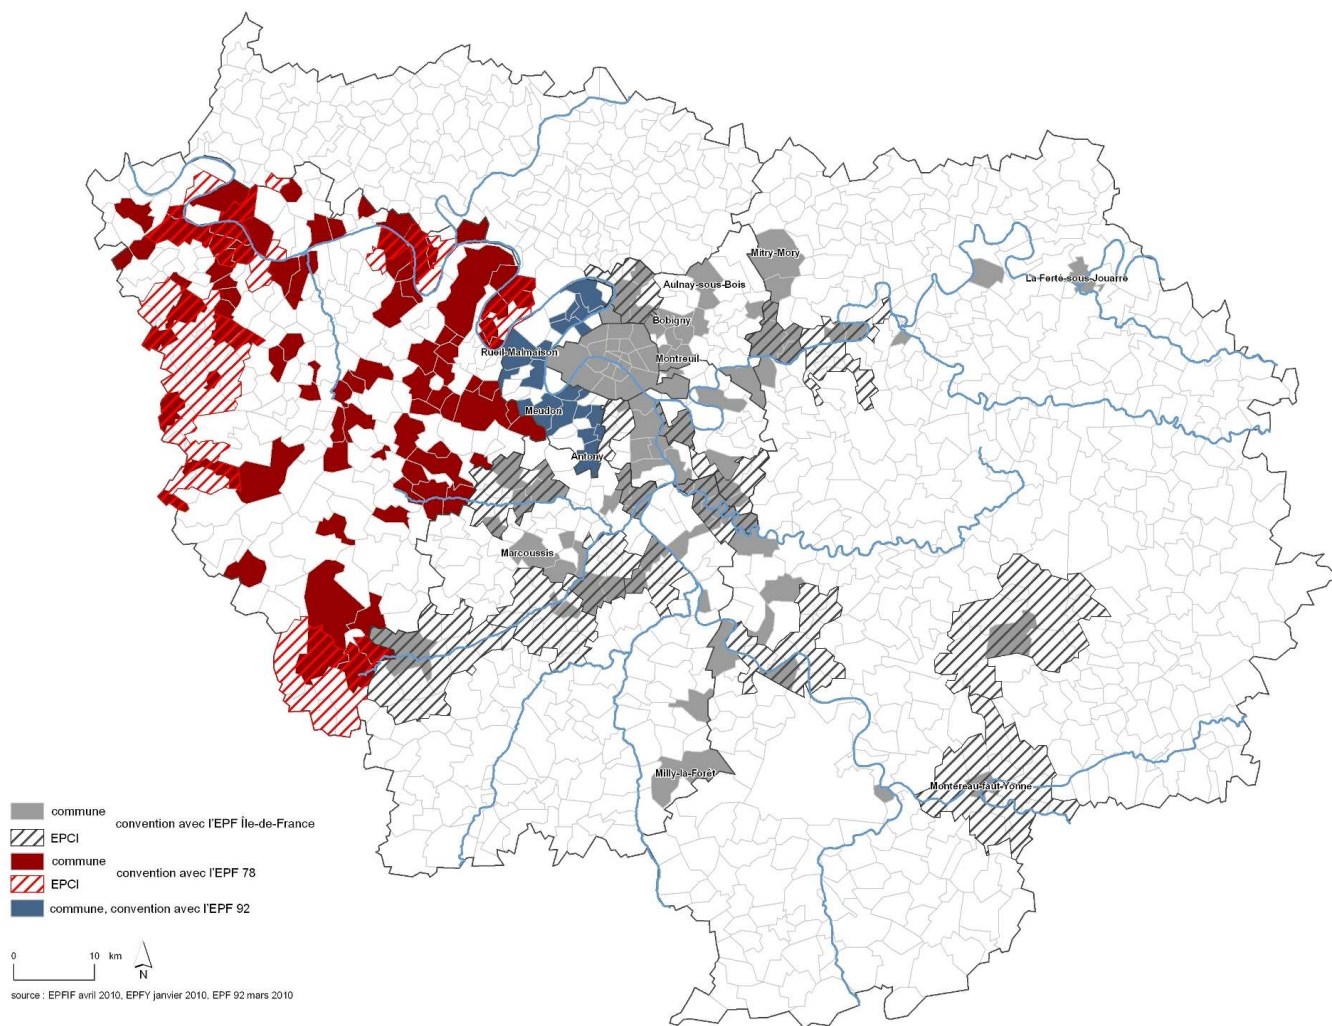 Mitry-Mory
La Ferté-sous-Jouarre
Aulnay-sous-Bois
Bobigny
Rueil-Malmaison
Montreuil
Meudon
Antony
Marcoussis
Milly-la-Forêt
Montereau-faut-Yonne
commune
convention avec l'EPF Île-de-France
EPCI
commune
convention avec l'EPF 78
EPCI
commune, convention avec l'EPF 92
0 10 km
N
source : EPFIF avril 2010, EPFY janvier 2010, EPF 92 mars 2010